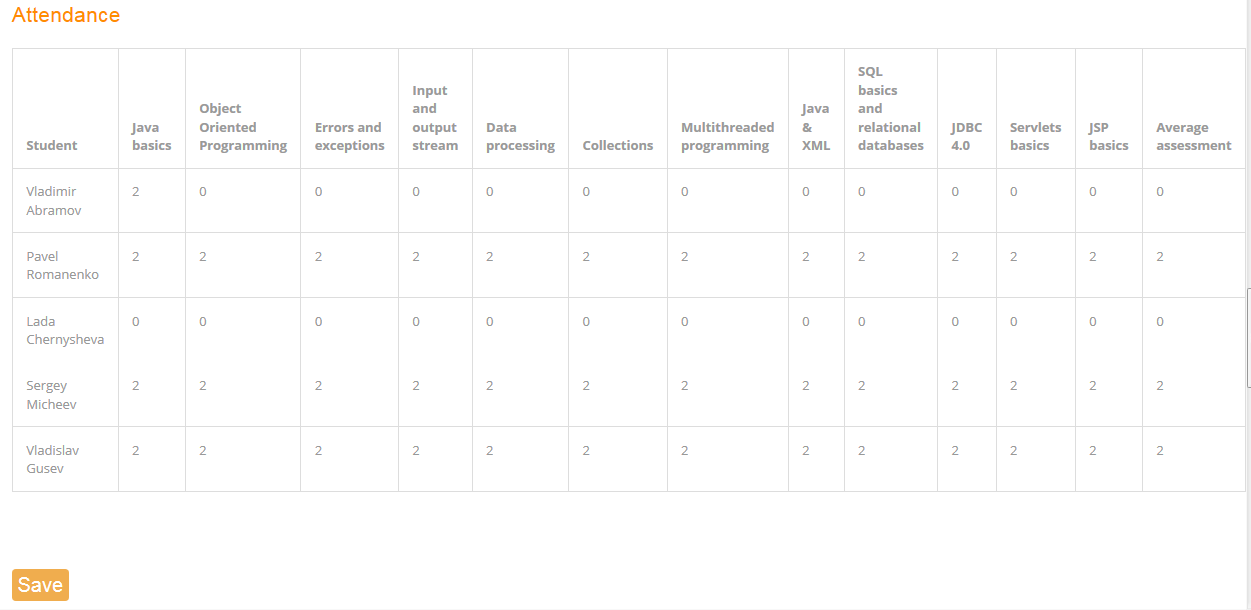 Attendance
Student	Java basics	Object Oriented Programming	Errors and exceptions	Input and output stream	Data processing	Collections	Multithreaded programming	Java & XML	SQL basics and relational databases	JDBC 4.0	Servlets basics	JSP basics	Average assessment
Vladimir Abramov	2	0	0	0	0	0	0	0	0	0	0	0	0
Pavel Romanenko	2	2	2	2	2	2	2	2	2	2	2	2	2
Lada Chernysheva	0	0	0	0	0	0	0	0	0	0	0	0	0
Sergey Micheev	2	2	2	2	2	2	2	2	2	2	2	2	2
Vladislav Gusev	2	2	2	2	2	2	2	2	2	2	2	2	2
Save